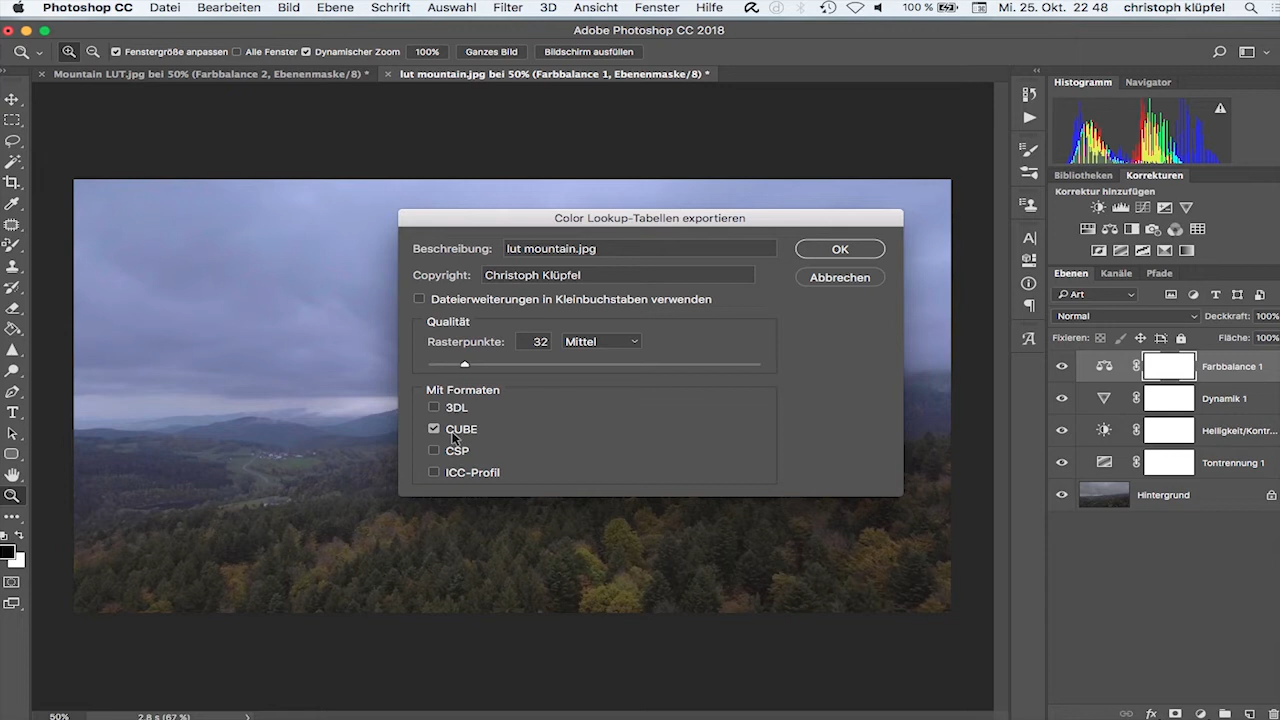 Photoshop CC Datei Bearbeiten Bild Ebene Schrift Auswahl Filter 3D Ansicht Fenster Hilfe 100 % Mi. 25. Okt. 22 48 christoph klüpfel
Adobe Photoshop CC 2018
Fenstergröße anpassen Alle Fenster Dynamischer Zoom 100% Ganzes Bild Bildschirm ausfüllen
Mountain LUT.jpg bei 50% (Farbbalance 2, Ebenenmaske/8) * lut mountain.jpg bei 50% (Farbbalance 1, Ebenenmaske/8) *
Histogramm Navigator
Bibliotheken Korrekturen
Korrektur hinzufügen
Color Lookup-Tabellen exportieren
Beschreibung: lut mountain.jpg OK
Copyright: Christoph Klüpfel Abbrechen
Dateierweiterungen in Kleinbuchstaben verwenden
Qualität
Rasterpunkte: 32 Mittel
Mit Formaten
3DL
CUBE
CSP
ICC-Profil
Ebenen Kanäle Pfade
Art
Normal Deckkraft: 100%
Fixieren: Fläche: 100%
Farbbalance 1
Dynamik 1
Helligkeit/Kontr...
Tontrennung 1
Hintergrund
50% 2,8 s (67 %)